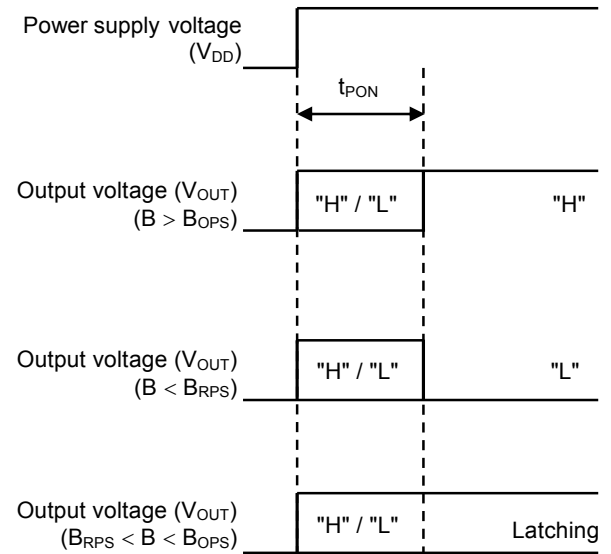 Power supply voltage
(VDD)
tPON
Output voltage (VOUT)
(B > BOPS)
"H" / "L"
"H"
Output voltage (VOUT)
(B < BRPS)
"H" / "L"
"L"
Output voltage (VOUT)
(BRPS < B < BOPS)
"H" / "L"
Latching